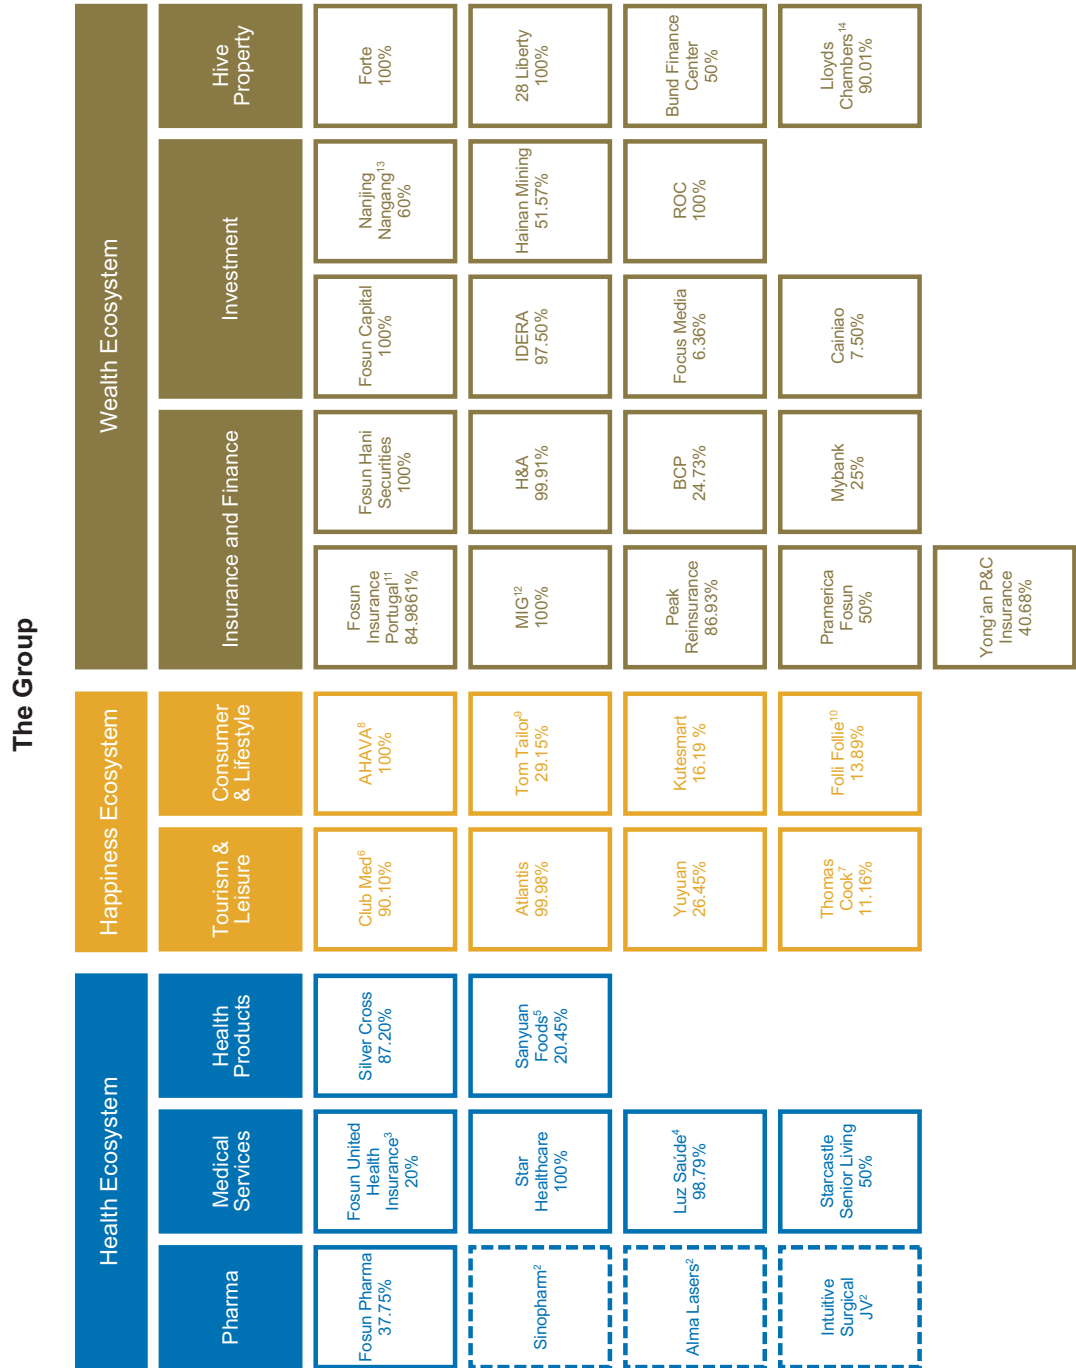 The Group
Health Ecosystem
Happiness Ecosystem
Wealth Ecosystem
Pharma
Medical
Services
Health
Products
Tourism &
Leisure
Consumer
& Lifestyle
Insurance and Finance
Investment
Hive
Property
Fosun Pharma
37.75%
Fosun United
Health
Insurance³
20%
Silver Cross
87.20%
Club Med⁶
90.10%
AHAVA⁸
100%
Fosun
Insurance
Portugal¹¹
84.9861%
Fosun Hani
Securities
100%
Fosun Capital
100%
Nanjing
Nangang¹³
60%
Forte
100%
Sinopharm²
Star
Healthcare
100%
Sanyuan
Foods⁵
20.45%
Atlantis
99.98%
Tom Tailor⁹
29.15%
MIG¹²
100%
H&A
99.91%
IDERA
97.50%
Hainan Mining
51.57%
28 Liberty
100%
Alma Lasers²
Luz Saúde⁴
98.79%
Yuyuan
26.45%
Kutesmart
16.19 %
Peak
Reinsurance
86.93%
BCP
24.73%
Focus Media
6.36%
ROC
100%
Bund Finance
Center
50%
Intuitive
Surgical
JV²
Starcastle
Senior Living
50%
Thomas
Cook⁷
11.16%
Folli Follie¹⁰
13.89%
Pramerica
Fosun
50%
Mybank
25%
Cainiao
7.50%
Lloyds
Chambers¹⁴
90.01%
Yong'an P&C
Insurance
40.68%